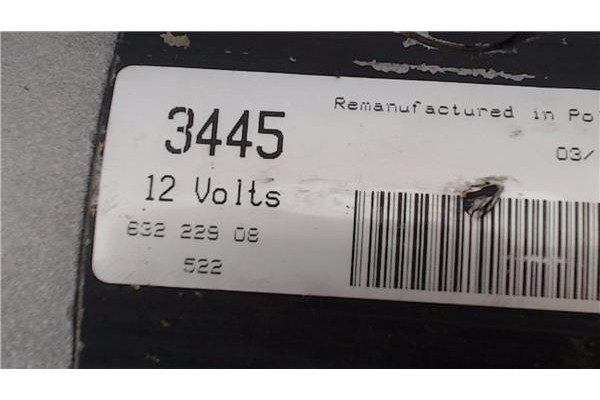 Remanufactured in Po
3445
03/
12 Volts
632 229 08
522